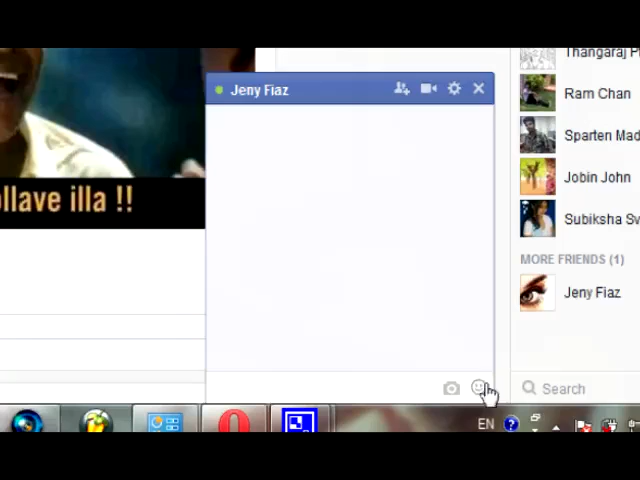 Thangaraj P
Jeny Fiaz
Ram Chan
Sparten Mad
ollave illa !!
Jobin John
Subiksha Sv
MORE FRIENDS (1)
Jeny Fiaz
Search
EN